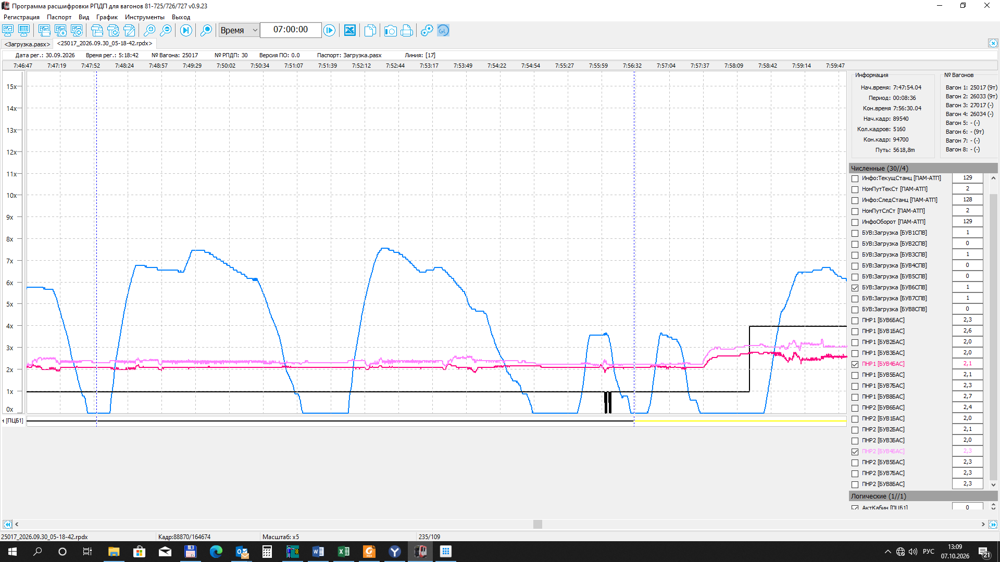 Программа расшифровки РПДП для вагонов 81-725/726/727 v0.9.23
Регистрация Паспорт Вид График Инструменты Выход
Время 07:00:00
<Загрузка.pasx> <25017_2026.09.30_05-18-42.rpdx>
Дата рег.: 30.09.2026 Время рег.: 5:18:42 № Вагона: 25017 № РПДП: 30 Версия ПО: 0.0 Паспорт: Загрузка.pasx Линия: [17]
7:46:47 7:47:19 7:47:52 7:48:24 7:48:57 7:49:29 7:50:02 7:50:34 7:51:07 7:51:39 7:52:12 7:52:44 7:53:17 7:53:49 7:54:22 7:54:54 7:55:27 7:55:59 7:56:32 7:57:04 7:57:37 7:58:09 7:58:42 7:59:14 7:59:47
15x
14x
13x
12x
11x
10x
9x
8x
7x
6x
5x
4x
3x
2x
1x
0x
н [ПЦБ1]
Информация
Нач.время: 7:47:54.04
Период: 00:08:36
Кон.время 7:56:30.04
Нач.кадр: 89540
Кол.кадров: 5160
Кон.кадр: 94700
Путь: 5618,8m
№ Вагонов
Вагон 1: 25017 (9т)
Вагон 2: 26033 (9т)
Вагон 3: 27017 (-)
Вагон 4: 26034 (-)
Вагон 5: - (-)
Вагон 6: - (9т)
Вагон 7: - (-)
Вагон 8: - (-)
Численные (30//4)
Инфо:ТекущСтанц [ПАМ-АТП] 129
НомПутТекСт [ПАМ-АТП] 2
Инфо:СледСтанц [ПАМ-АТП] 128
НомПутСлСт [ПАМ-АТП] 2
ИнфоОборот [ПАМ-АТП] 129
БУВ:Загрузка [БУВ1СПВ] 1
БУВ:Загрузка [БУВ2СПВ] 0
БУВ:Загрузка [БУВ3СПВ] 1
БУВ:Загрузка [БУВ4СПВ] 0
БУВ:Загрузка [БУВ5СПВ] 0
БУВ:Загрузка [БУВ6СПВ] 1
БУВ:Загрузка [БУВ7СПВ] 1
БУВ:Загрузка [БУВ8СПВ] 0
ПНР1 [БУВ6БАС] 2,3
ПНР1 [БУВ1БАС] 2,6
ПНР1 [БУВ2БАС] 2,0
ПНР1 [БУВ3БАС] 2,0
ПНР1 [БУВ4БАС] 2,1
ПНР1 [БУВ5БАС] 2,1
ПНР1 [БУВ7БАС] 2,3
ПНР1 [БУВ8БАС] 2,7
ПНР2 [БУВ6БАС] 2,4
ПНР2 [БУВ1БАС] 2,0
ПНР2 [БУВ2БАС] 2,1
ПНР2 [БУВ3БАС] 2,0
ПНР2 [БУВ4БАС] 2,3
ПНР2 [БУВ5БАС] 2,3
ПНР2 [БУВ7БАС] 2,3
ПНР2 [БУВ8БАС] 2,3
Логические (1//1)
АктКабин [ПЦБ1] 0
25017_2026.09.30_05-18-42.rpdx Кадр:88870/164674 Масштаб: x5 235/109
РУС 13:09
07.10.2026
21